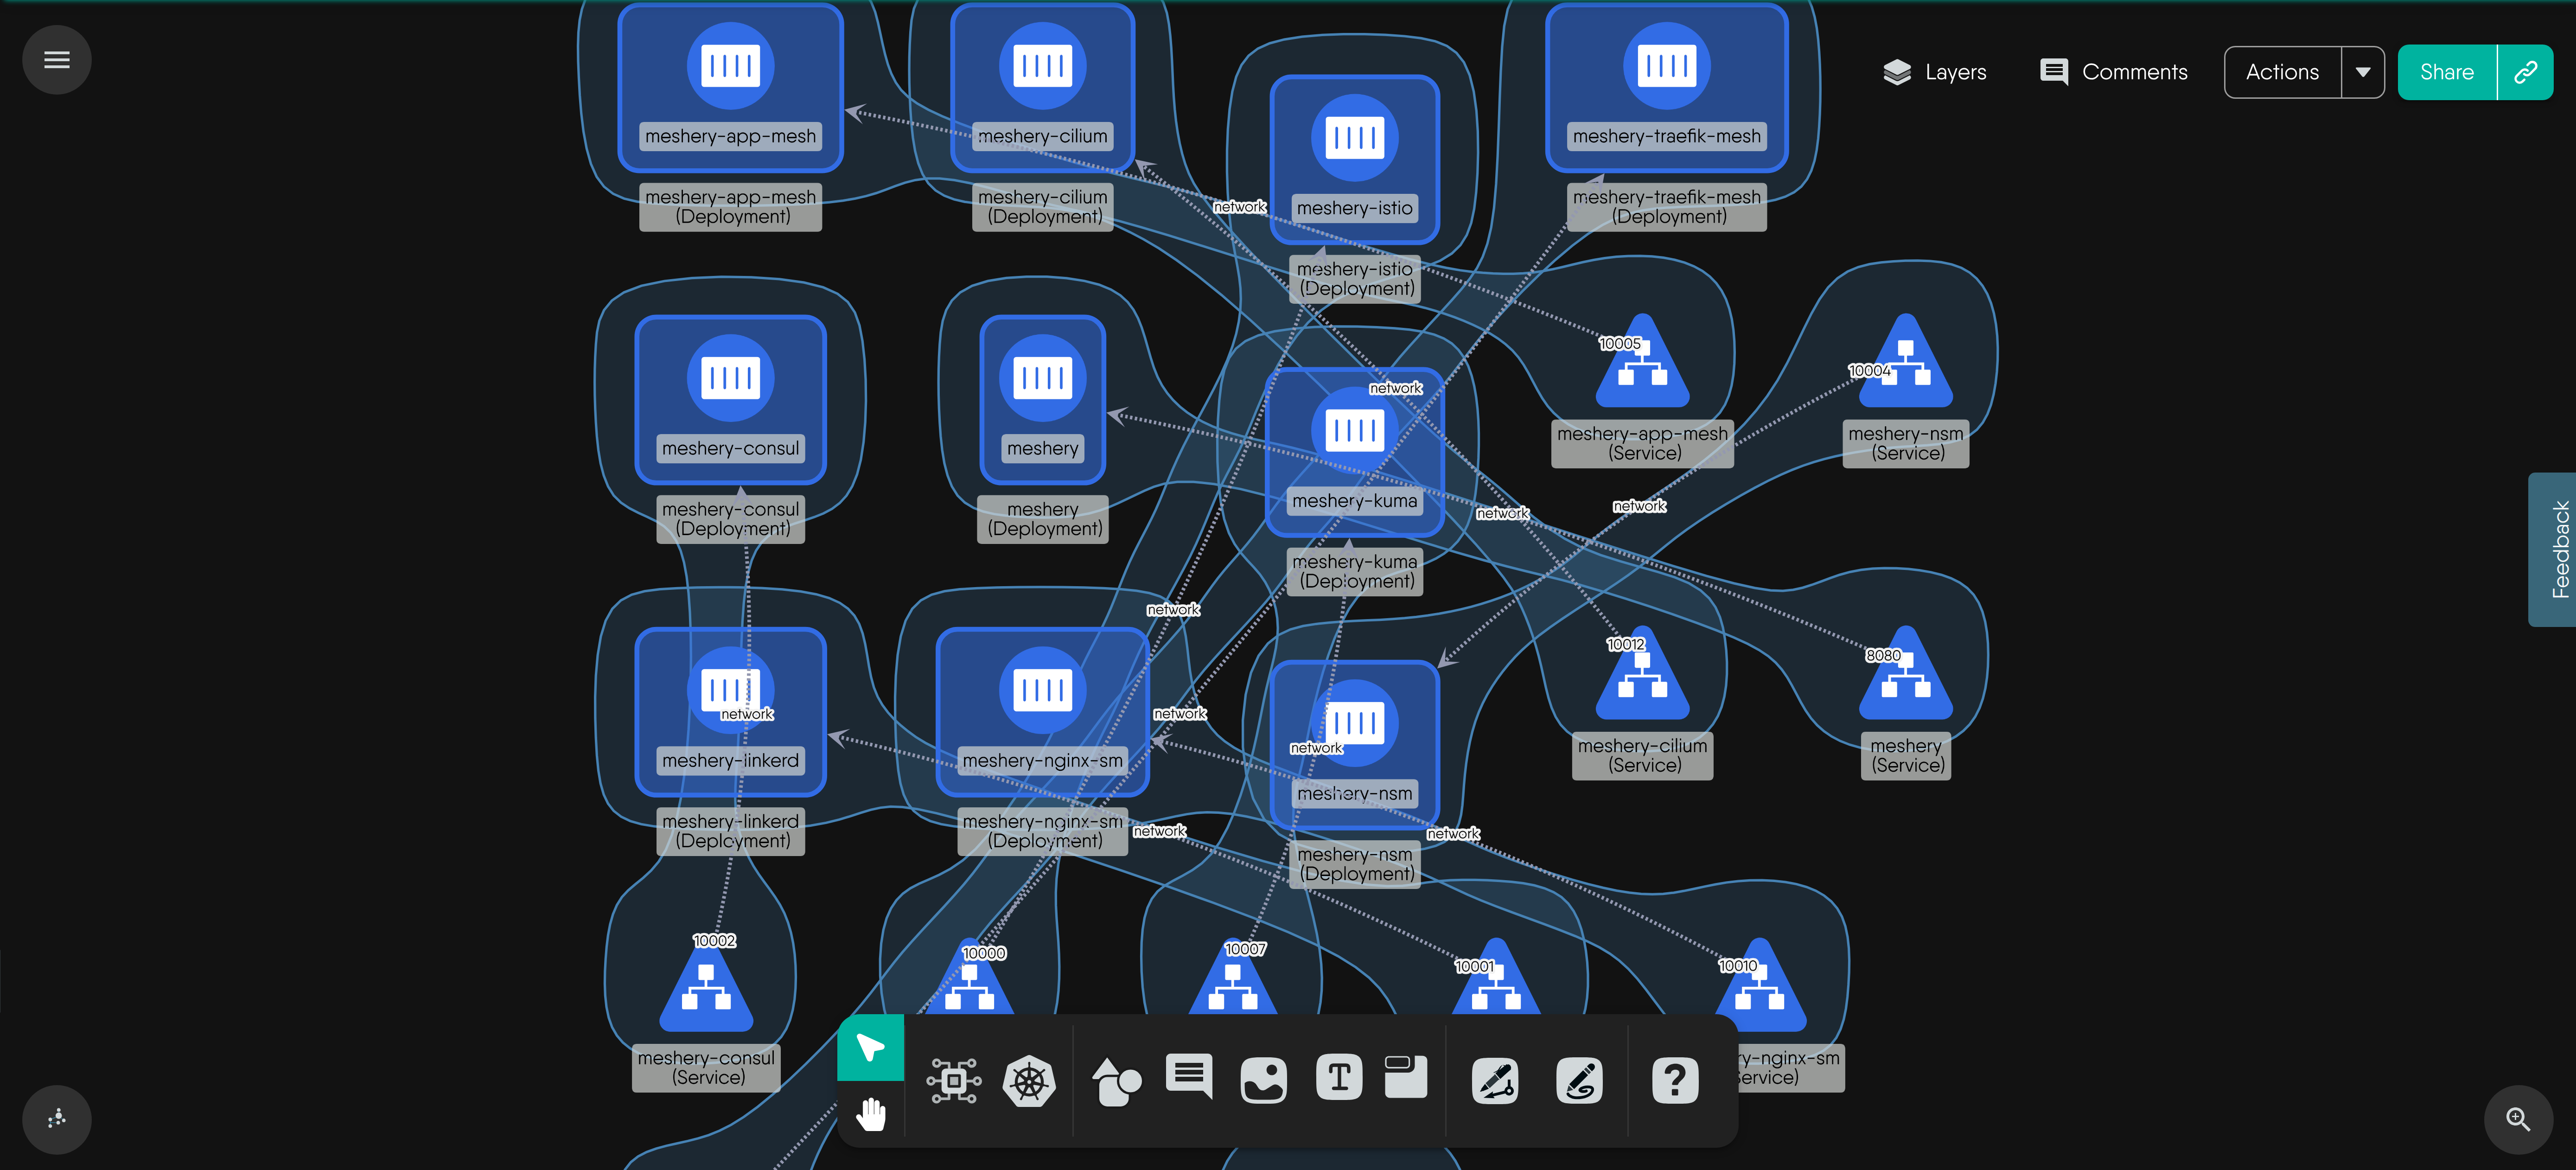 Layers
Comments
Actions
Share
meshery-app-mesh
meshery-cilium
meshery-istio
meshery-traefik-mesh
meshery-app-mesh
(Deployment)
meshery-cilium
(Deployment)
network
meshery-istio
(Deployment)
meshery-traefik-mesh
(Deployment)
meshery-consul
meshery
meshery-kuma
network
10005
10004
meshery-app-mesh
(Service)
meshery-nsm
(Service)
meshery-consul
(Deployment)
meshery
(Deployment)
network
network
meshery-kuma
(Deployment)
Feedback
network
10012
8080
meshery-linkerd
network
meshery-nginx-sm
network
meshery-nsm
network
meshery-cilium
(Service)
meshery
(Service)
meshery-linkerd
(Deployment)
meshery-nginx-sm
(Deployment)
network
network
meshery-nsm
(Deployment)
10002
10000
10007
10001
10010
meshery-consul
(Service)
ry-nginx-sm
Service)
T
?